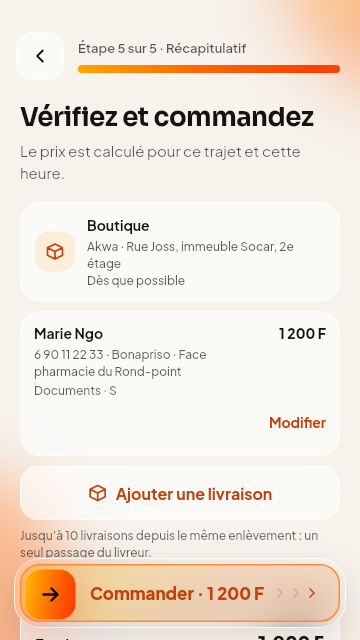 Étape 5 sur 5 · Récapitulatif
Vérifiez et commandez
Le prix est calculé pour ce trajet et cette
heure.
Boutique
Akwa · Rue Joss, immeuble Socar, 2e
étage
Dès que possible
Marie Ngo 1 200 F
6 90 11 22 33 · Bonapriso · Face
pharmacie du Rond-point
Documents · S
Modifier
Ajouter une livraison
Jusqu'à 10 livraisons depuis le même enlèvement : un
seul passage du livreur.
Commander · 1 200 F